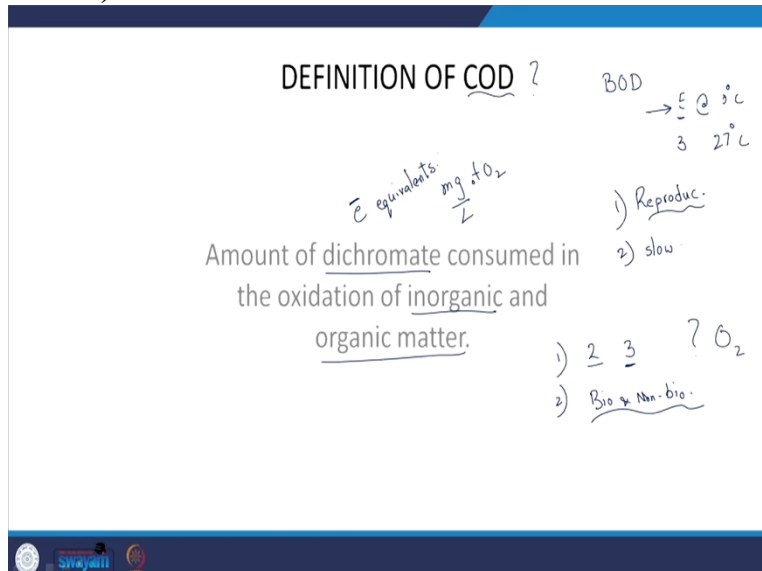 DEFINITION OF COD ?
BOD
→ 5 @ °C
3 27°C
e equivalents. mg of O2
L
1) Reproduc.
2) slow
Amount of dichromate consumed in
the oxidation of inorganic and
organic matter.
1) 2 3 ? O2
2) Bio & Non-bio.
swayam